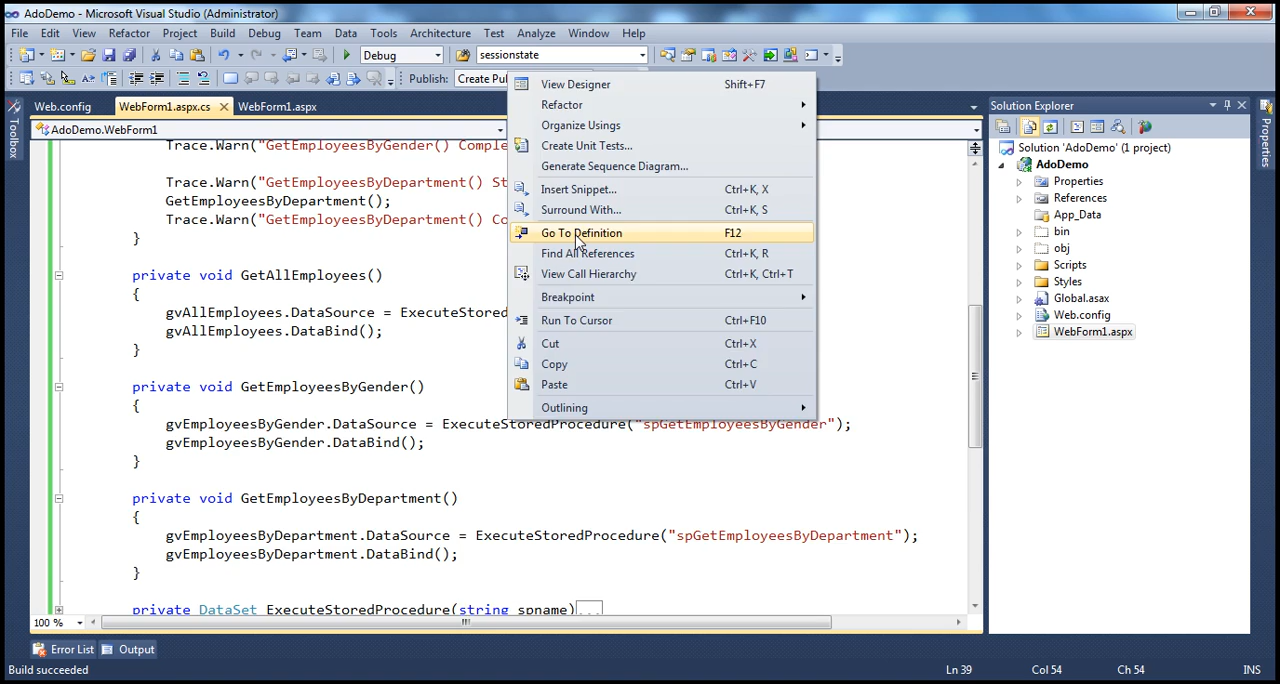 AdoDemo - Microsoft Visual Studio (Administrator)
File Edit View Refactor Project Build Debug Team Data Tools Architecture Test Analyze Window Help
Debug sessionstate
Publish: Create Pu
Web.config WebForm1.aspx.cs WebForm1.aspx
AdoDemo.WebForm1
Trace.Warn("GetEmployeesByGender() Comple
Trace.Warn("GetEmployeesByDepartment() St
GetEmployeesByDepartment();
Trace.Warn("GetEmployeesByDepartment() Co
}
private void GetAllEmployees()
{
gvAllEmployees.DataSource = ExecuteStored
gvAllEmployees.DataBind();
}
private void GetEmployeesByGender()
{
gvEmployeesByGender.DataSource = ExecuteStoredProcedure("spGetEmployeesByGender");
gvEmployeesByGender.DataBind();
}
private void GetEmployeesByDepartment()
{
gvEmployeesByDepartment.DataSource = ExecuteStoredProcedure("spGetEmployeesByDepartment");
gvEmployeesByDepartment.DataBind();
}
private DataSet ExecuteStoredProcedure(string spname)...
100 %
View Designer Shift+F7
Refactor
Organize Usings
Create Unit Tests...
Generate Sequence Diagram...
Insert Snippet... Ctrl+K, X
Surround With... Ctrl+K, S
Go To Definition F12
Find All References Ctrl+K, R
View Call Hierarchy Ctrl+K, Ctrl+T
Breakpoint
Run To Cursor Ctrl+F10
Cut Ctrl+X
Copy Ctrl+C
Paste Ctrl+V
Outlining
Solution Explorer
Solution 'AdoDemo' (1 project)
AdoDemo
Properties
References
App_Data
bin
obj
Scripts
Styles
Global.asax
Web.config
WebForm1.aspx
Toolbox
Properties
Error List Output
Build succeeded Ln 39 Col 54 Ch 54 INS